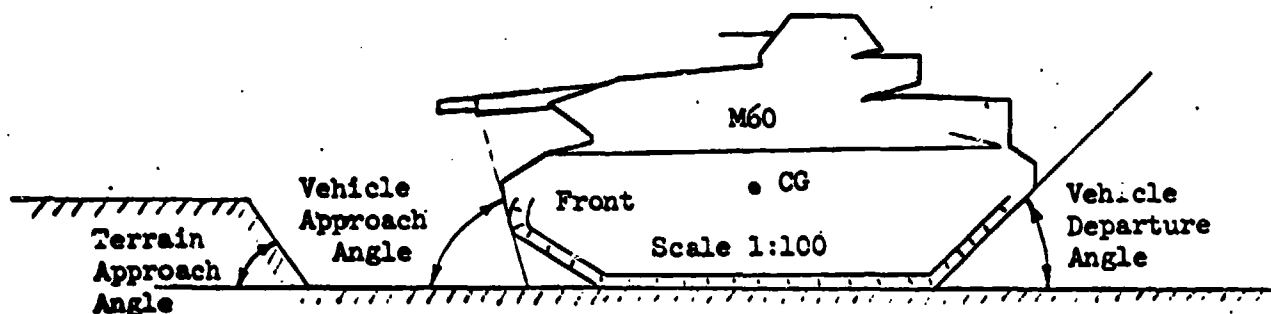 M60
Vehicle
Approach
Angle
Front
CG
Vehicle
Departure
Angle
Terrain
Approach
Angle
Scale 1:100